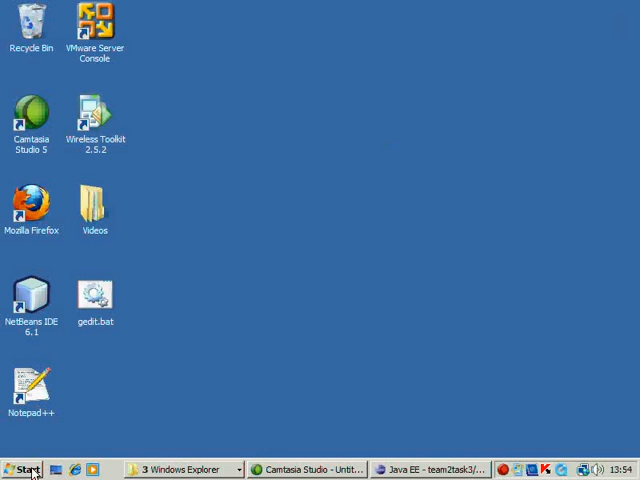 Recycle Bin
VMware Server
Console
Camtasia
Studio 5
Wireless Toolkit
2.5.2
Mozilla Firefox
Videos
NetBeans IDE
6.1
gedit.bat
Notepad++
Start
3 Windows Explorer
Camtasia Studio - Untit...
Java EE - team2task3/...
13:54